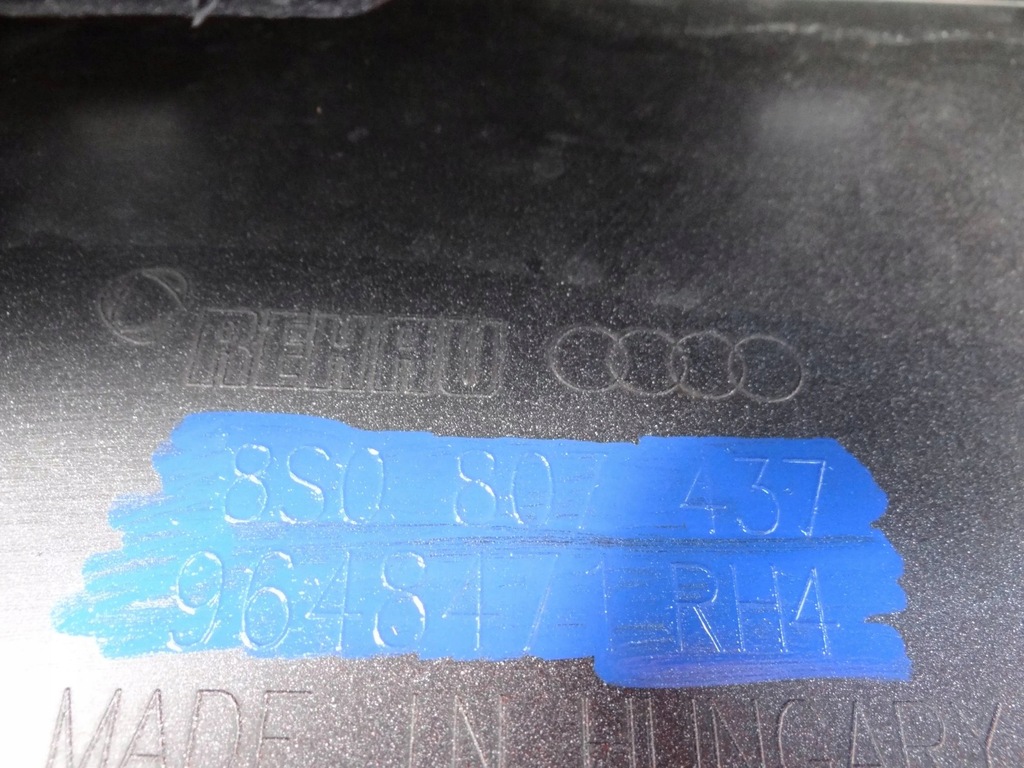 REHAU
8S0 807 437
9648471 RH4
MADE IN HUNGARY